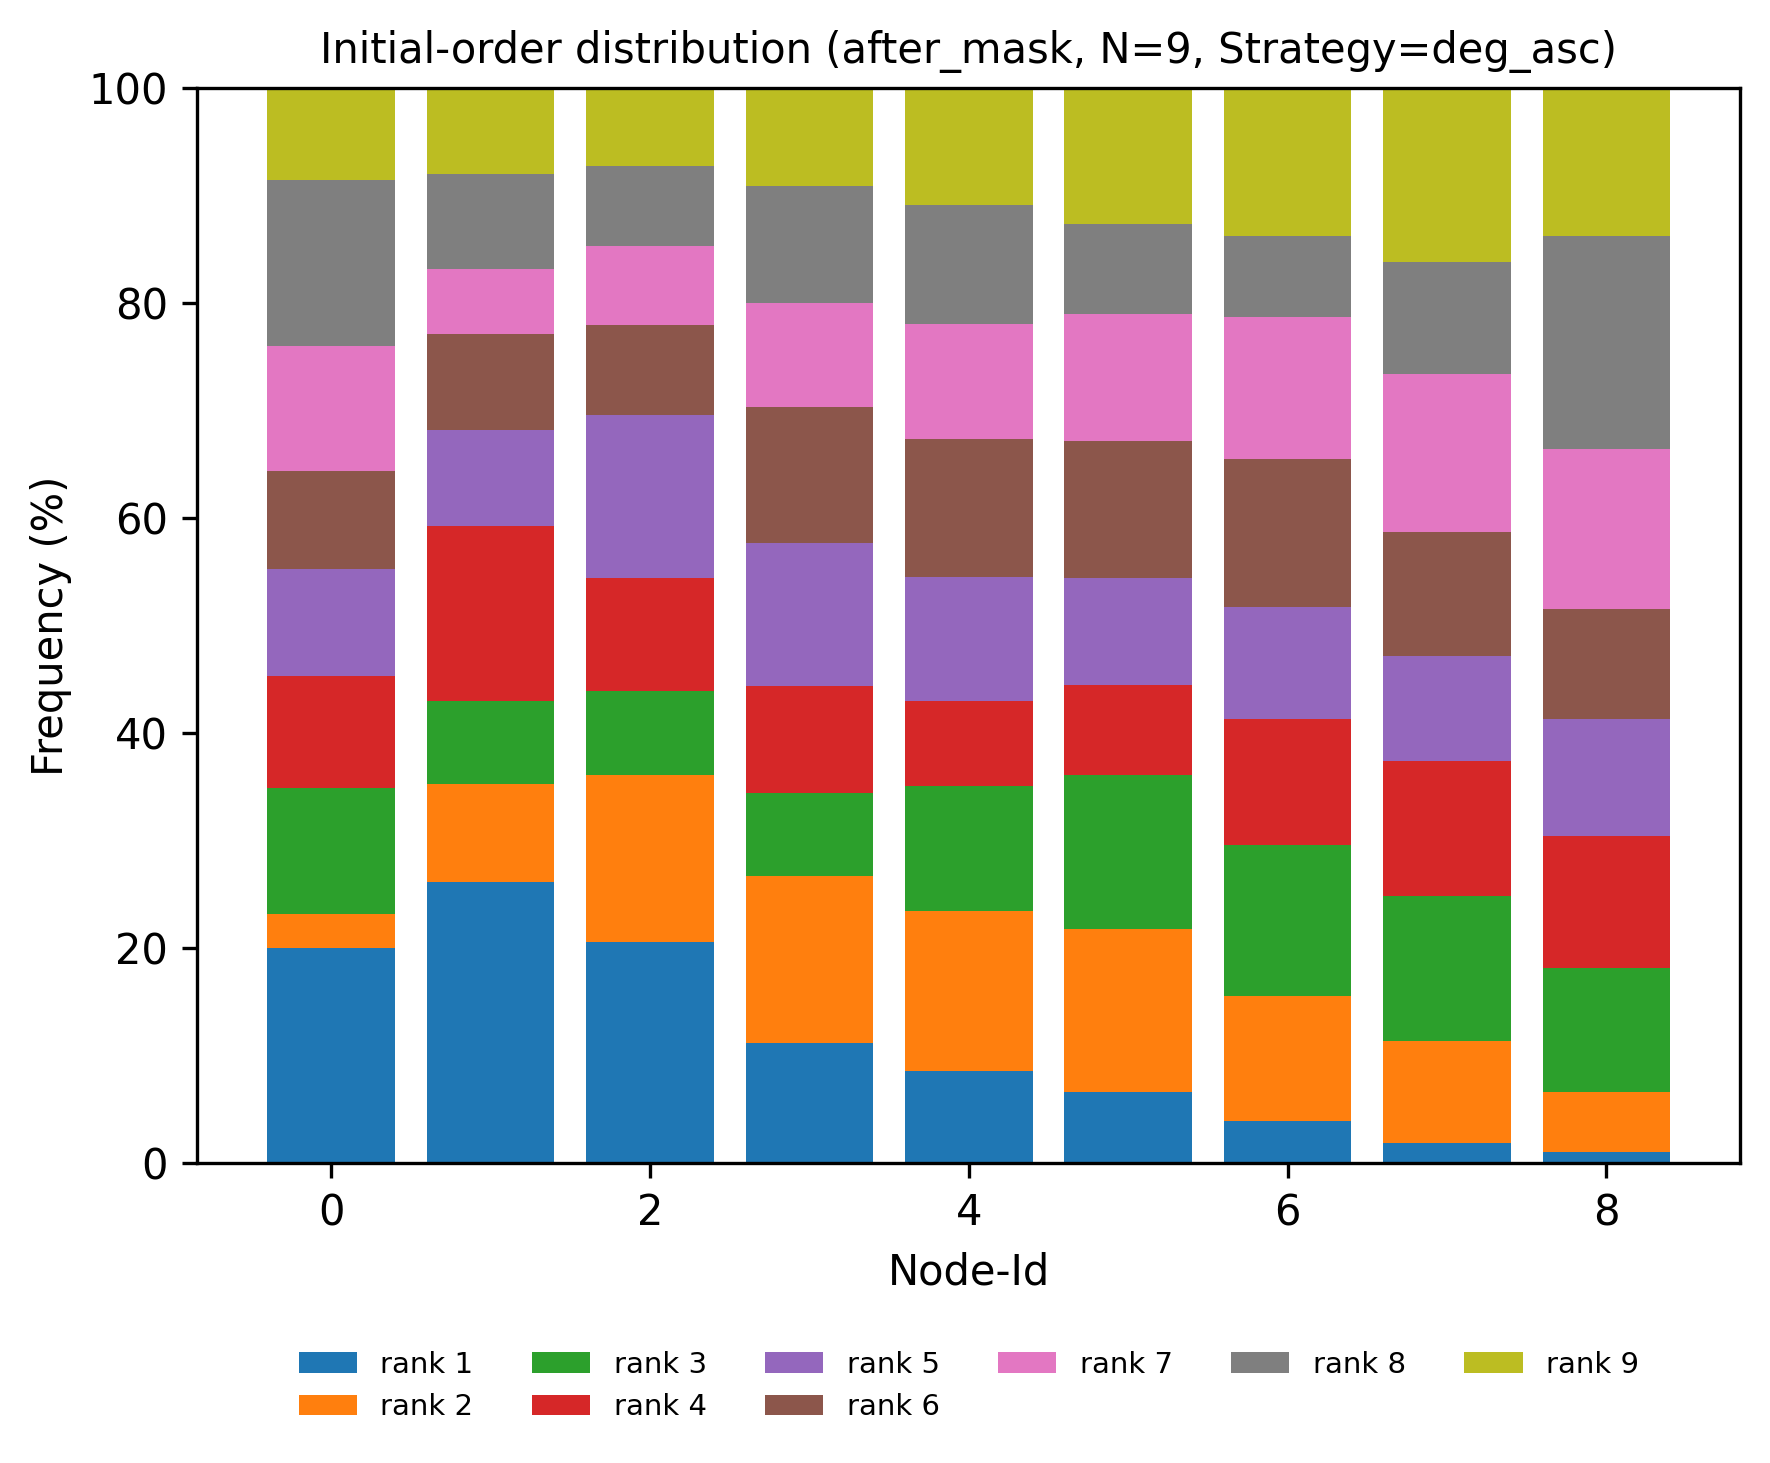 Initial-order distribution (after_mask, N=9, Strategy=deg_asc)
100
80
60
40
20
0
Frequency (%)
0 2 4 6 8
Node-Id
rank 1 rank 3 rank 5 rank 7 rank 8 rank 9
rank 2 rank 4 rank 6